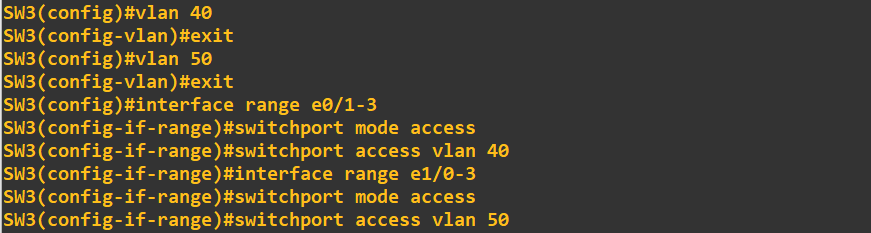 SW3(config)#vlan 40
SW3(config-vlan)#exit
SW3(config)#vlan 50
SW3(config-vlan)#exit
SW3(config)#interface range e0/1-3
SW3(config-if-range)#switchport mode access
SW3(config-if-range)#switchport access vlan 40
SW3(config-if-range)#interface range e1/0-3
SW3(config-if-range)#switchport mode access
SW3(config-if-range)#switchport access vlan 50